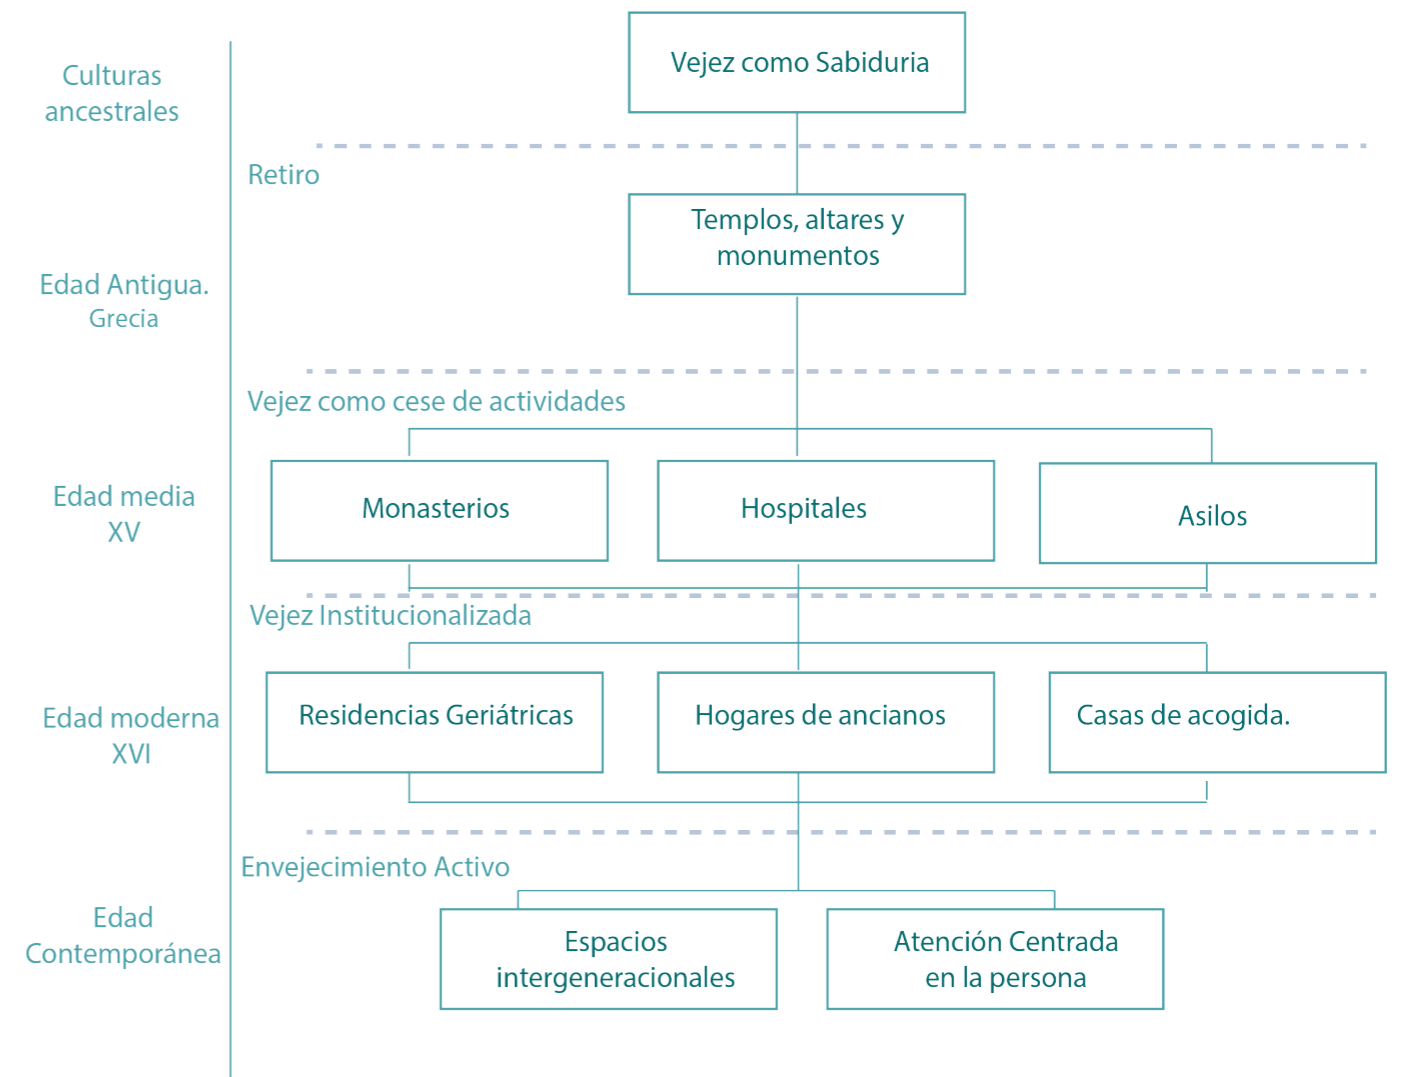 Vejez como Sabiduria
Culturas
ancestrales
Retiro
Templos, altares y
monumentos
Edad Antigua.
Grecia
Vejez como cese de actividades
Edad media
XV
Monasterios
Hospitales
Asilos
Vejez Institucionalizada
Edad moderna
XVI
Residencias Geriátricas
Hogares de ancianos
Casas de acogida.
Envejecimiento Activo
Edad
Contemporánea
Espacios
intergeneracionales
Atención Centrada
en la persona